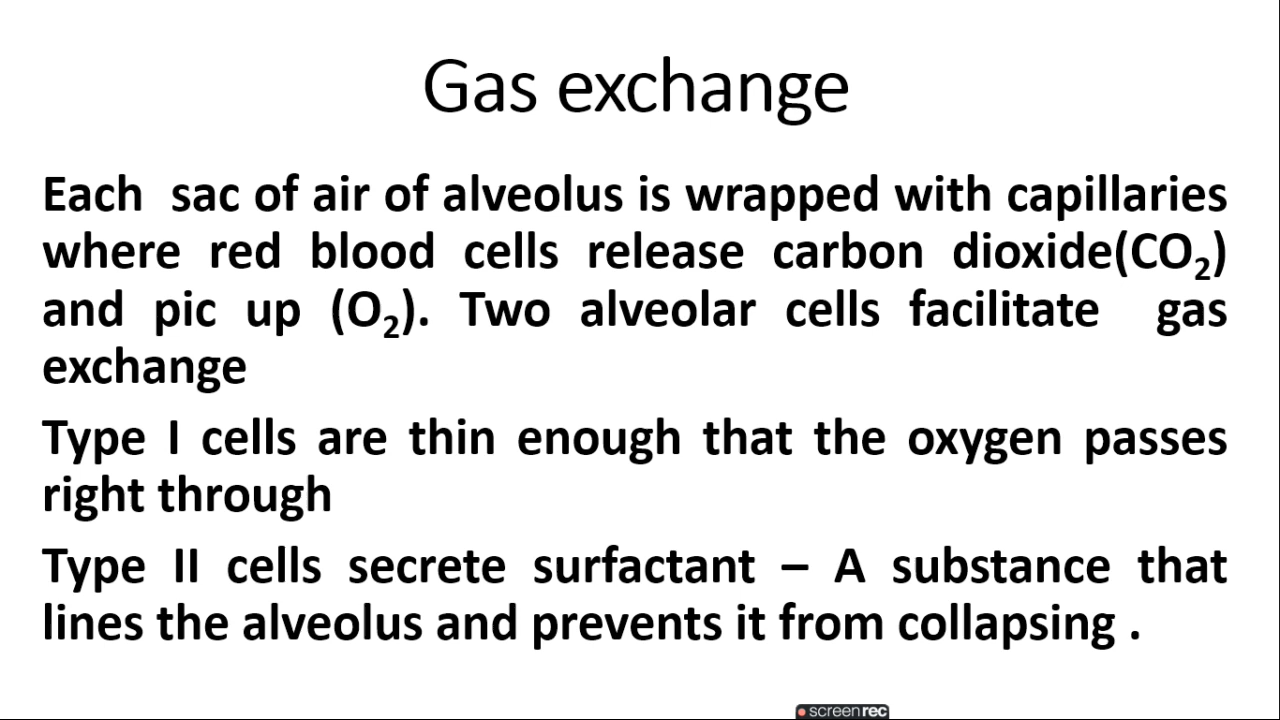 Gas exchange
Each sac of air of alveolus is wrapped with capillaries
where red blood cells release carbon dioxide(CO₂)
and pic up (O₂). Two alveolar cells facilitate gas
exchange
Type I cells are thin enough that the oxygen passes
right through
Type II cells secrete surfactant – A substance that
lines the alveolus and prevents it from collapsing .
screenrec